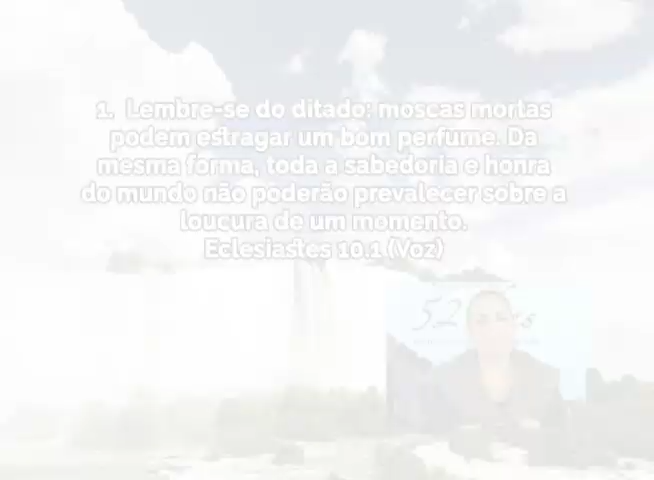 1. Lembre-se do ditado: moscas mortas
podem estragar um bom perfume. Da
mesma forma, toda a sabedoria e honra
do mundo não poderão prevalecer sobre a
loucura de um momento.
Eclesiastes 10.1 (Voz)
52